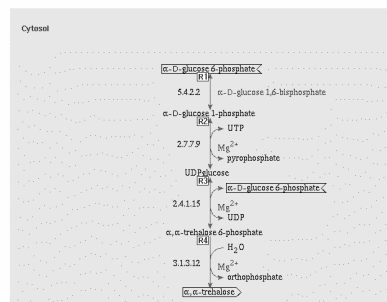 Cytosol
α-D-glucose 6-phosphate
R1
5.4.2.2 α-D-glucose 1,6-bisphosphate
α-D-glucose 1-phosphate
R2
UTP
2.7.7.9 Mg2+
pyrophosphate
UDPglucose
R3
α-D-glucose 6-phosphate
2.4.1.15 Mg2+
UDP
α,α-trehalose 6-phosphate
R4
H2O
3.1.3.12 Mg2+
orthophosphate
α,α-trehalose